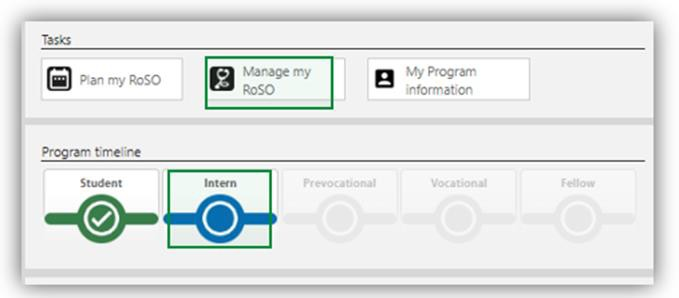 Tasks
Plan my RoSO
Manage my
RoSO
My Program
information
Program timeline
Student
Intern
Prevocational
Vocational
Fellow